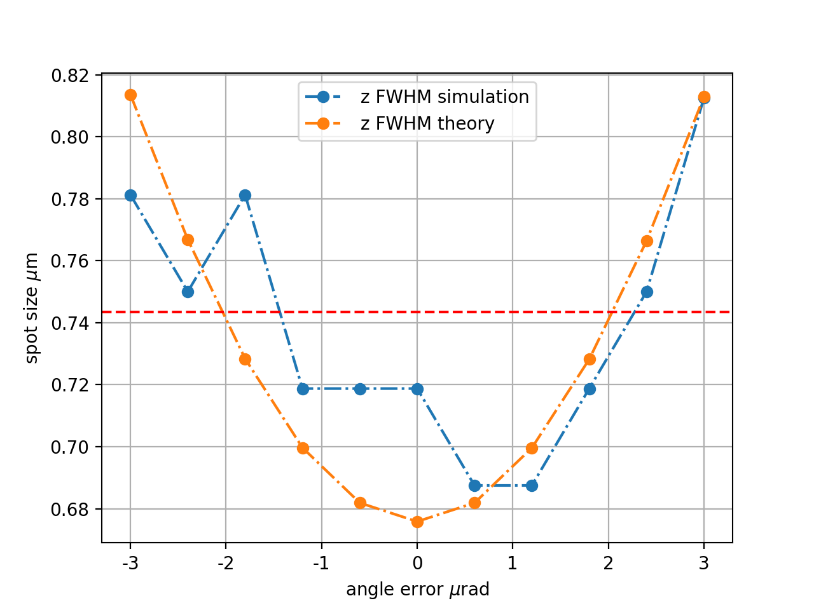 0.82
0.80
0.78
0.76
0.74
0.72
0.70
0.68
spot size μm
z FWHM simulation
z FWHM theory
-3 -2 -1 0 1 2 3
angle error μrad